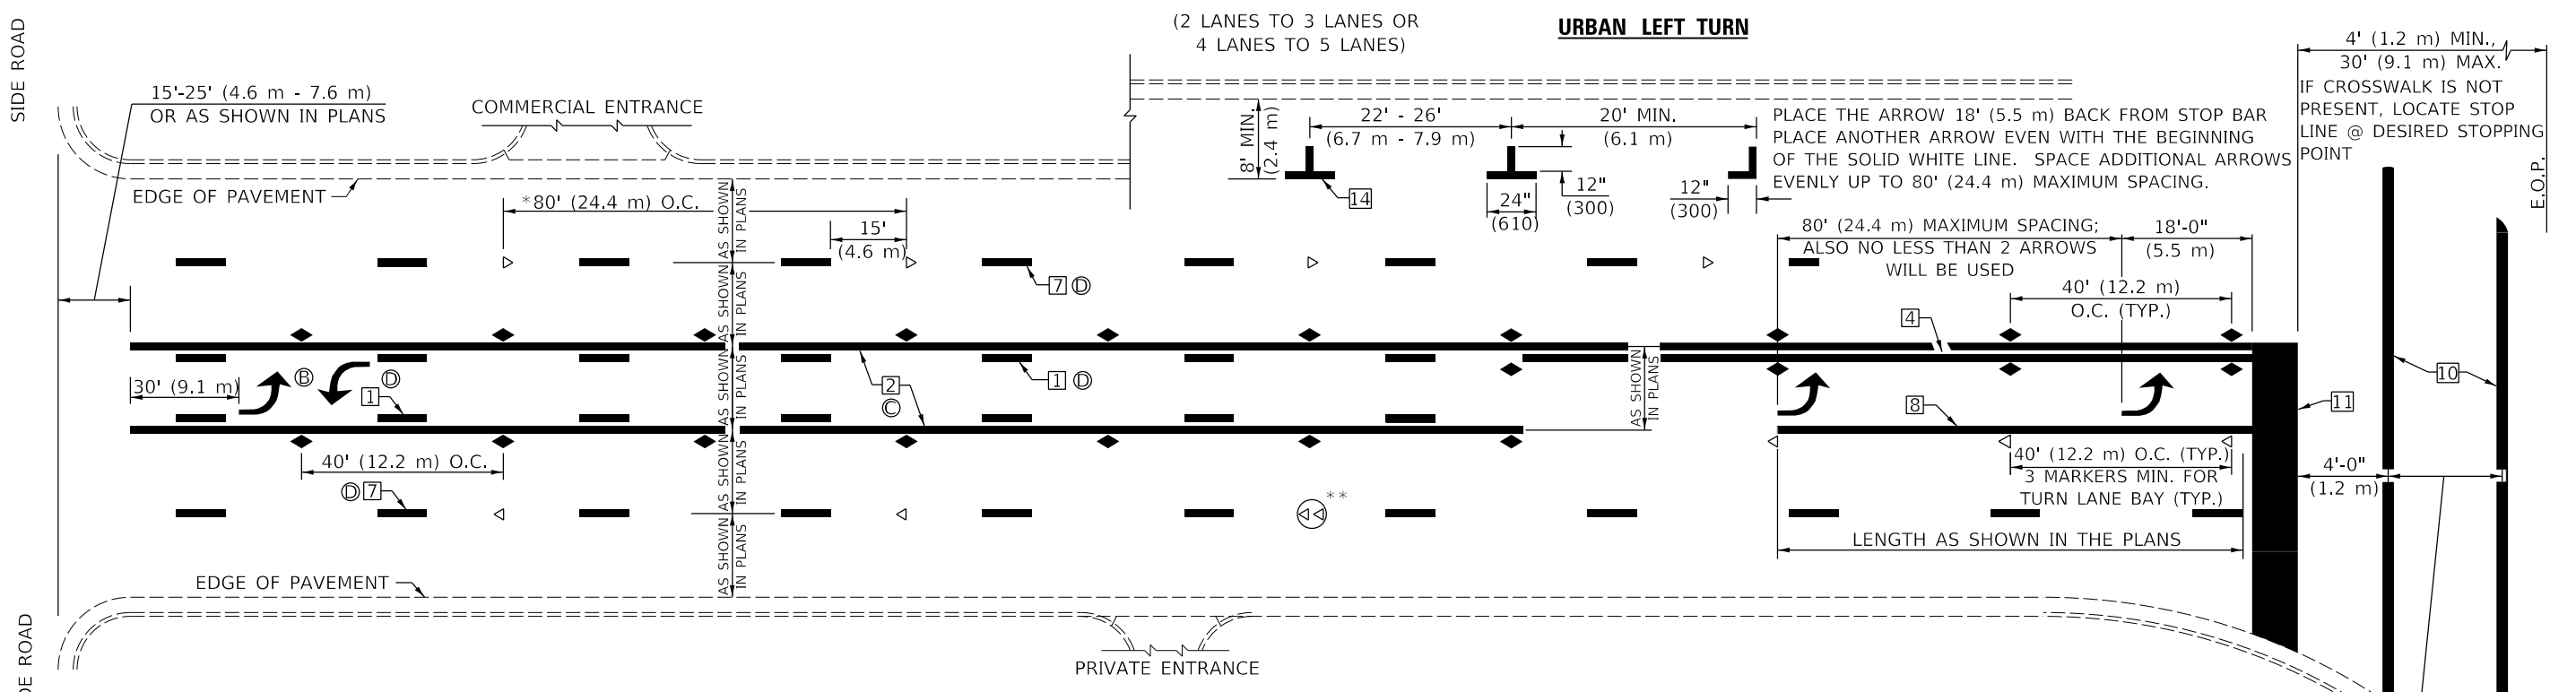 (2 LANES TO 3 LANES OR
4 LANES TO 5 LANES)
URBAN LEFT TURN
SIDE ROAD
15'-25' (4.6 m - 7.6 m)
OR AS SHOWN IN PLANS
COMMERCIAL ENTRANCE
EDGE OF PAVEMENT
*80' (24.4 m) O.C.
15'
(4.6 m)
8' MIN.
(2.4 m)
22' - 26'
(6.7 m - 7.9 m)
20' MIN.
(6.1 m)
14
24"
(610)
12"
(300)
12"
(300)
PLACE THE ARROW 18' (5.5 m) BACK FROM STOP BAR
PLACE ANOTHER ARROW EVEN WITH THE BEGINNING
OF THE SOLID WHITE LINE. SPACE ADDITIONAL ARROWS
EVENLY UP TO 80' (24.4 m) MAXIMUM SPACING.
4' (1.2 m) MIN.,
30' (9.1 m) MAX.
IF CROSSWALK IS NOT
PRESENT, LOCATE STOP
LINE @ DESIRED STOPPING
POINT
E.O.P.
80' (24.4 m) MAXIMUM SPACING;
ALSO NO LESS THAN 2 ARROWS
WILL BE USED
18'-0"
(5.5 m)
40' (12.2 m)
O.C. (TYP.)
AS SHOWN
IN PLANS
AS SHOWN
IN PLANS
AS SHOWN
IN PLANS
AS SHOWN
IN PLANS
AS SHOWN
IN PLANS
7 D
4
30' (9.1 m)
B
D
1
2
C
1 D
AS SHOWN
IN PLANS
8
10
11
40' (12.2 m) O.C.
D 7
**
40' (12.2 m) O.C. (TYP.)
3 MARKERS MIN. FOR
TURN LANE BAY (TYP.)
4'-0"
(1.2 m)
LENGTH AS SHOWN IN THE PLANS
EDGE OF PAVEMENT
PRIVATE ENTRANCE
DE ROAD